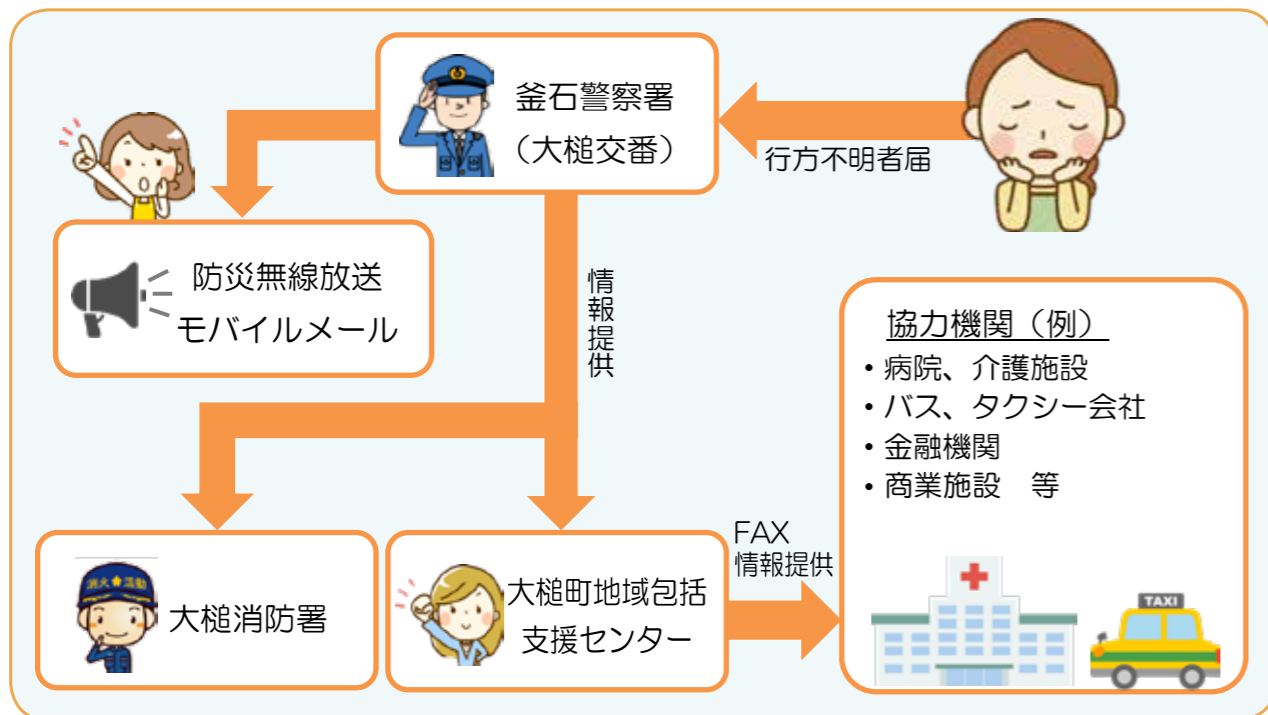 釜石警察署
（大槌交番）
行方不明者届
防災無線放送
モバイルメール
情報提供
協力機関（例）
・病院、介護施設
・バス、タクシー会社
・金融機関
・商業施設　等
消火★活動
大槌消防署
大槌町地域包括
支援センター
FAX
情報提供
TAXI